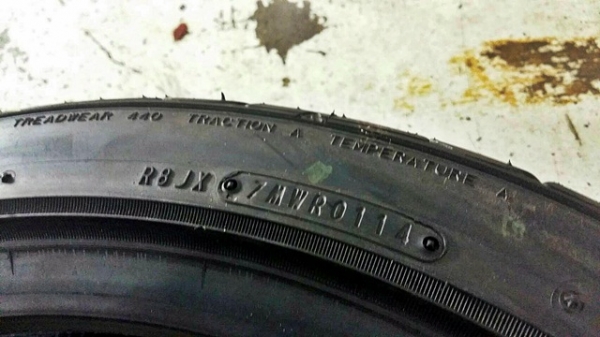 TREADWEAR 440 TRACTION A TEMPERATURE A
R8JX 7MWR0114